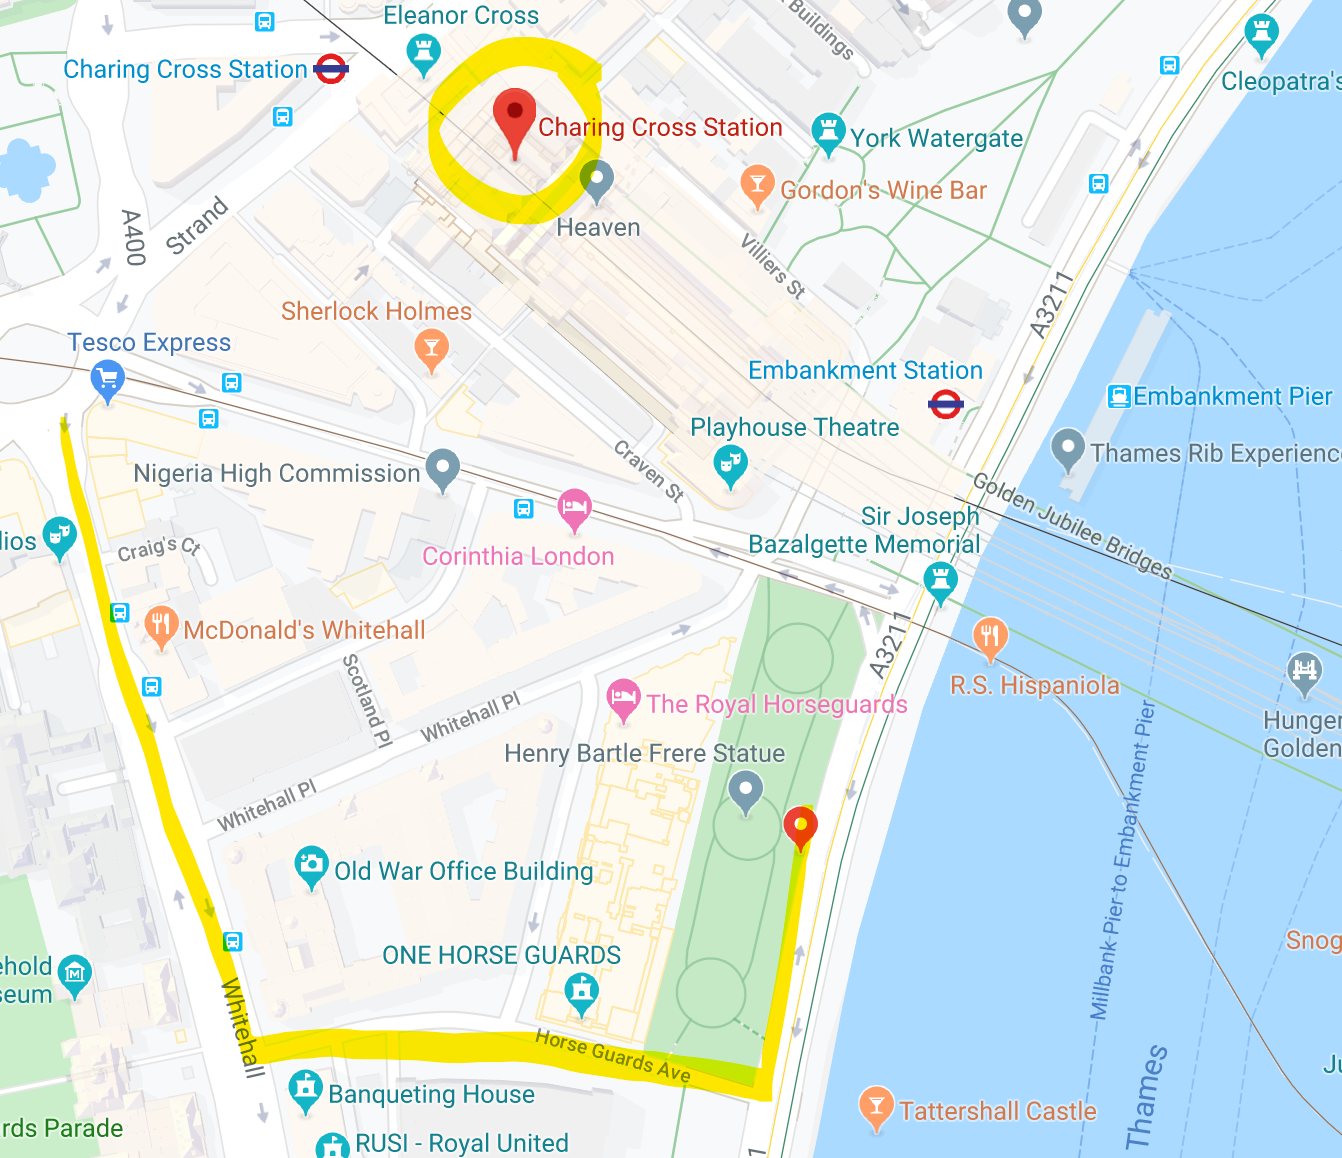 Buildings
Eleanor Cross
Charing Cross Station
Cleopatra's
Charing Cross Station
York Watergate
Gordon's Wine Bar
Heaven
A400
Strand
Villiers St
A3211
Sherlock Holmes
Tesco Express
Embankment Station
Embankment Pier
Playhouse Theatre
Thames Rib Experience
Nigeria High Commission
Craven St
Golden Jubilee Bridges
Sir Joseph
Bazalgette Memorial
lios
Craig's Ct
Corinthia London
McDonald's Whitehall
A3211
R.S. Hispaniola
Scotland Pl
Whitehall Pl
The Royal Horseguards
Hunger
Golden
Henry Bartle Frere Statue
Whitehall Pl
Millbank Pier to Embankment Pier
Old War Office Building
Snog
ONE HORSE GUARDS
ehold
seum
Whitehall
Horse Guards Ave
Banqueting House
Tattershall Castle
Thames
Ju
rds Parade
RUSI - Royal United
1